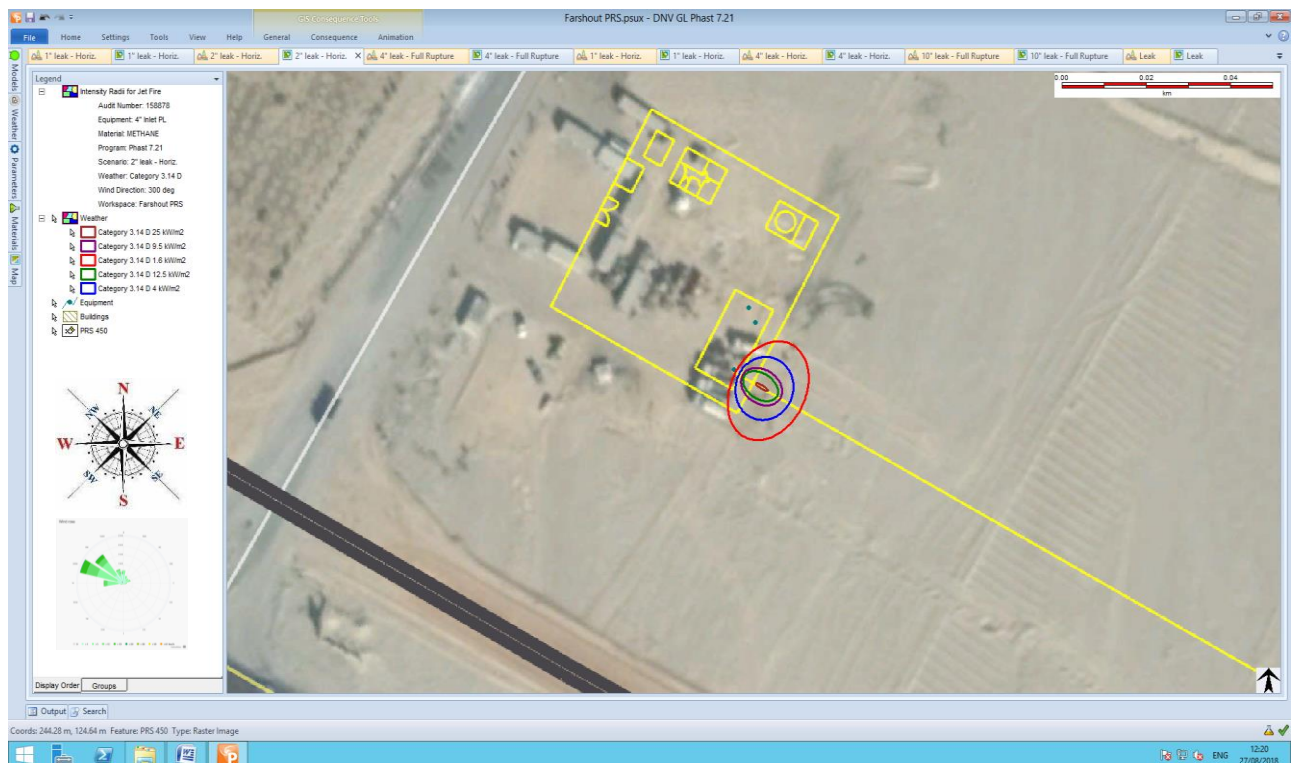 GIS Consequence Tools
Farshout PRS.psux - DNV GL Phast 7.21
File Home Settings Tools View Help General Consequence Animation
1" leak - Horiz. 1" leak - Horiz. 2" leak - Horiz. 2" leak - Horiz. X 4" leak - Full Rupture 4" leak - Full Rupture 1" leak - Horiz. 1" leak - Horiz. 4" leak - Horiz. 4" leak - Horiz. 10" leak - Full Rupture 10" leak - Full Rupture Leak Leak
Models
Weather
Parameters
Materials
Map
Legend
Intensity Radii for Jet Fire
Audit Number: 158878
Equipment: 4" Inlet PL
Material: METHANE
Program: Phast 7.21
Scenario: 2" leak - Horiz.
Weather: Category 3.14 D
Wind Direction: 300 deg
Workspace: Farshout PRS
Weather
Category 3.14 D 25 kW/m2
Category 3.14 D 9.5 kW/m2
Category 3.14 D 1.6 kW/m2
Category 3.14 D 12.5 kW/m2
Category 3.14 D 4 kW/m2
Equipment
Buildings
PRS 450
0.00 0.02 0.04
km
N
NW NE
W E
SW SE
S
Display Order Groups
Output Search
Coords: 244.28 m, 124.64 m Feature: PRS 450 Type: Raster Image
ENG 12:20
27/08/2018